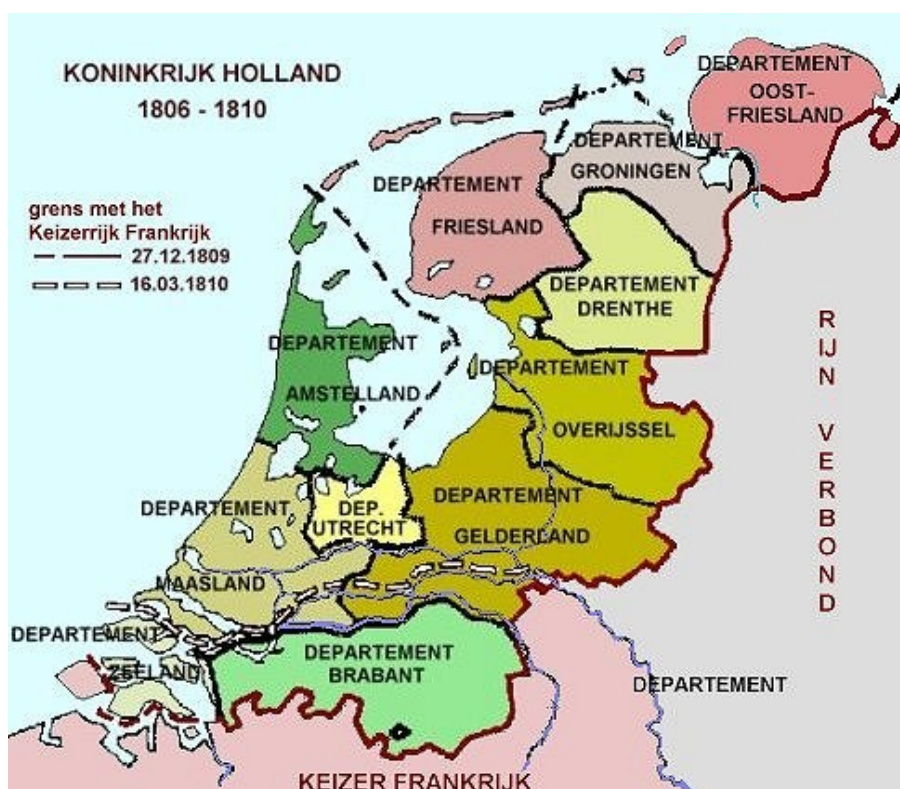 KONINKRIJK HOLLAND
1806 - 1810
grens met het
Keizerrijk Frankrijk
27.12.1809
16.03.1810
DEPARTEMENT
OOST-
FRIESLAND
DEPARTEMENT
GRONINGEN
DEPARTEMENT
FRIESLAND
DEPARTEMENT
DRENTHE
DEPARTEMENT
AMSTELLAND
DEPARTEMENT
OVERIJSSEL
DEPARTEMENT
GELDERLAND
DEP.
UTRECHT
DEPARTEMENT
MAASLAND
DEPARTEMENT
ZEELAND
DEPARTEMENT
BRABANT
DEPARTEMENT
KEIZER FRANKRIJK
RIJN VERBOND